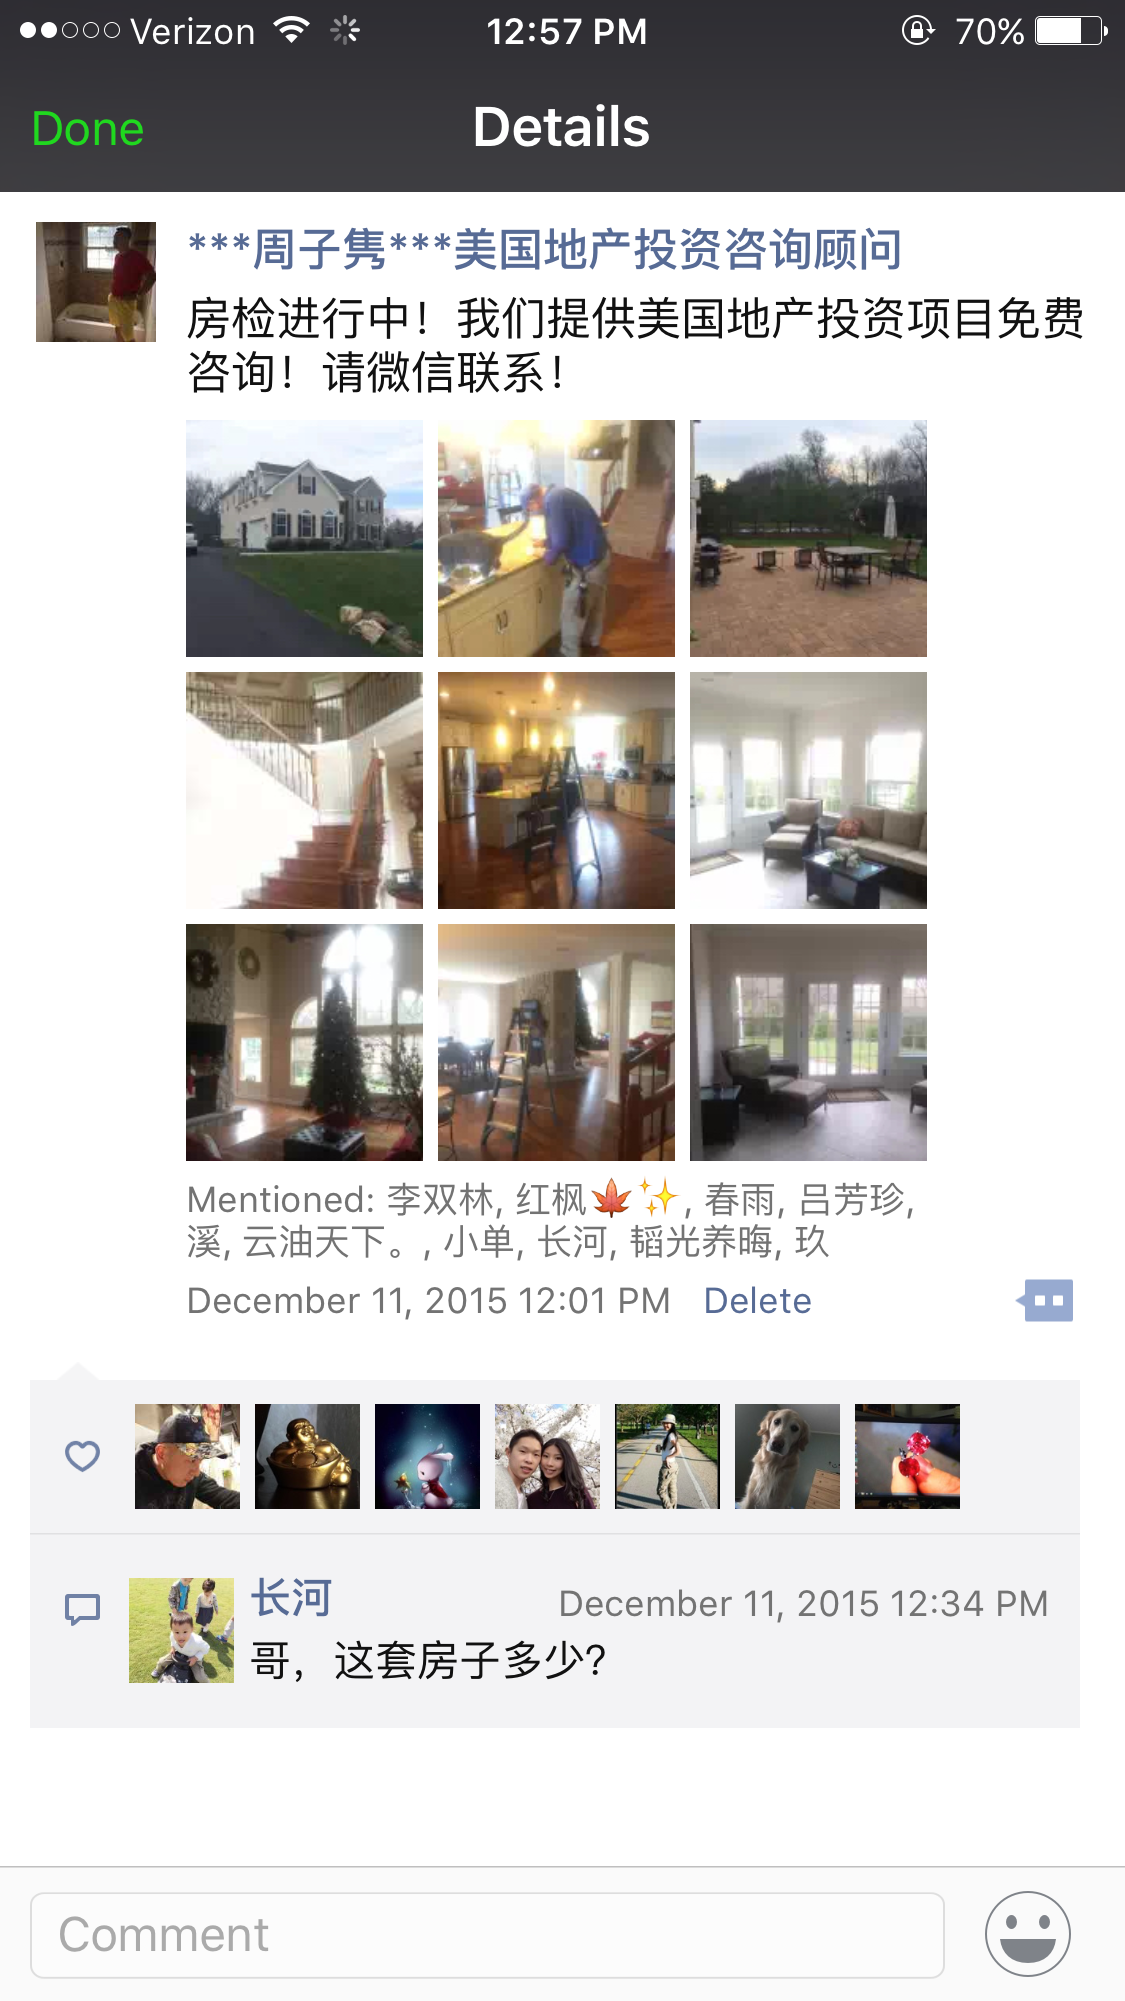 Verizon 12:57 PM 70%
Done Details
***周子隽***美国地产投资咨询顾问
房检进行中！我们提供美国地产投资项目免费
咨询！请微信联系！
Mentioned: 李双林, 红枫🍁✨, 春雨, 吕芳珍,
溪, 云油天下。, 小单, 长河, 韬光养晦, 玖
December 11, 2015 12:01 PM Delete
长河 December 11, 2015 12:34 PM
哥，这套房子多少?
Comment